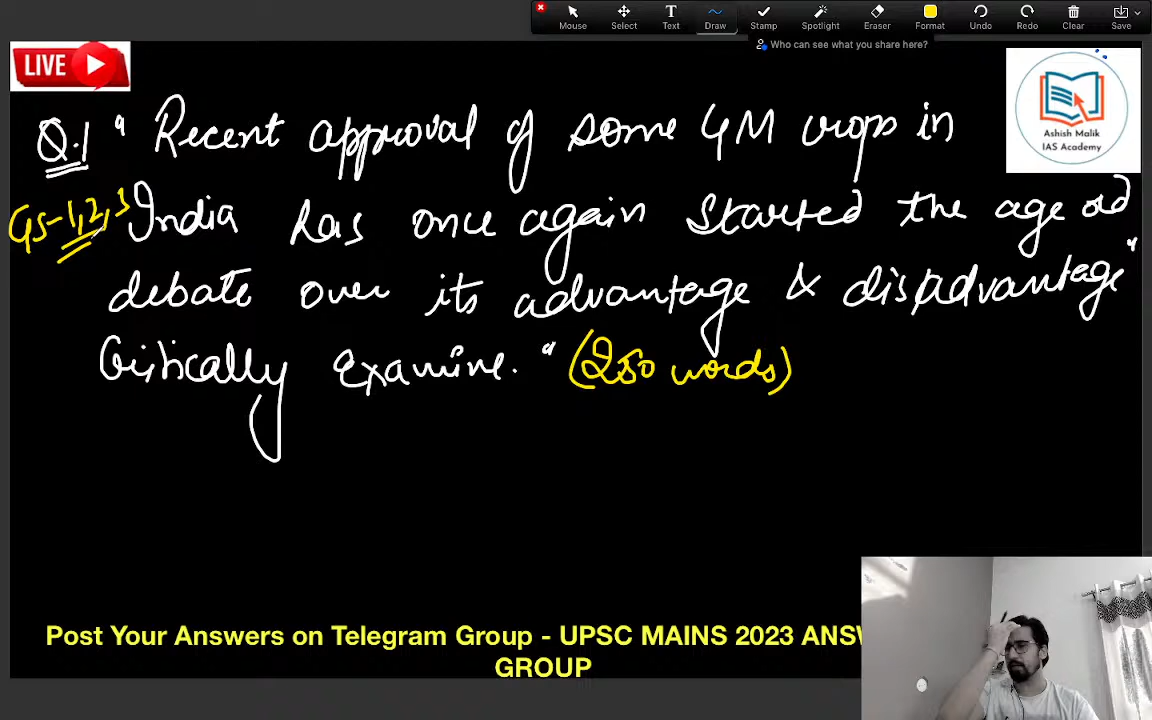 Mouse Select Text Draw Stamp Spotlight Eraser Format Undo Redo Clear Save
Who can see what you share here?
LIVE
Ashish Malik
IAS Academy
Q.1 " Recent approval of some GM crops in
GS-1,2,3 India has once again started the age old
debate over its advantage & disadvantage"
Critically Examine. " (250 words)
Post Your Answers on Telegram Group - UPSC MAINS 2023
GROUP